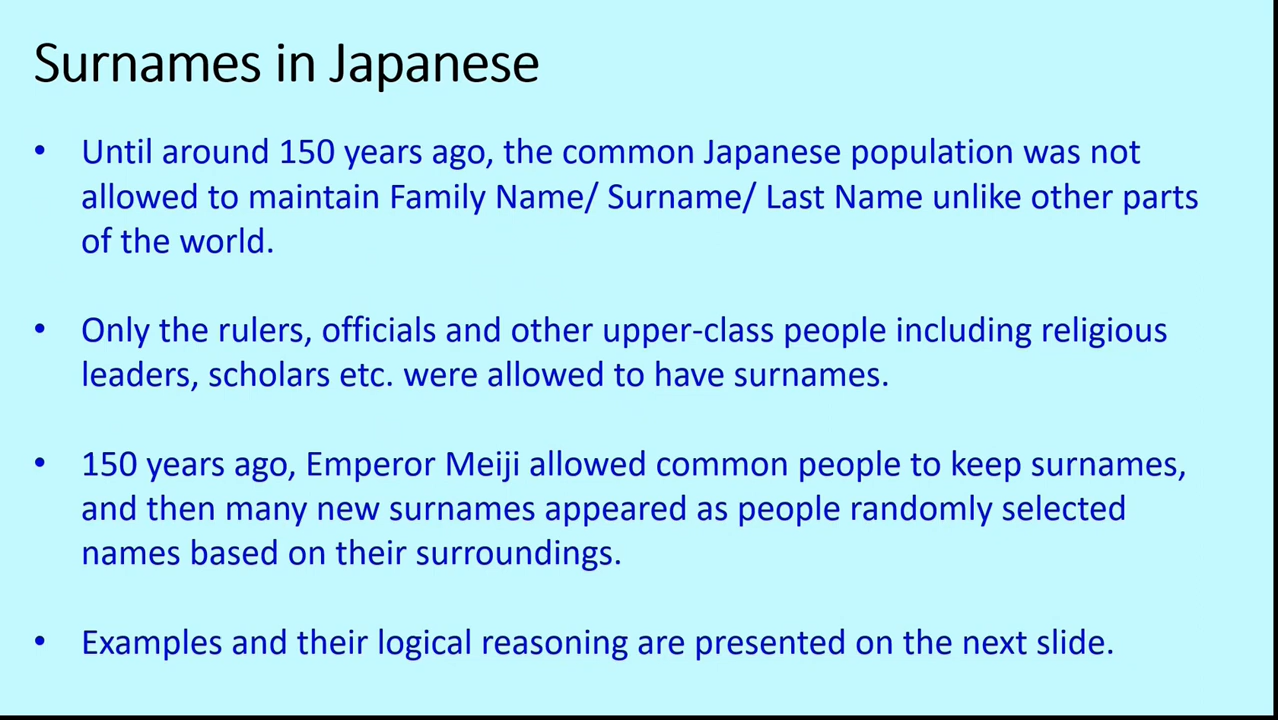 Surnames in Japanese
• Until around 150 years ago, the common Japanese population was not
allowed to maintain Family Name/ Surname/ Last Name unlike other parts
of the world.
• Only the rulers, officials and other upper-class people including religious
leaders, scholars etc. were allowed to have surnames.
• 150 years ago, Emperor Meiji allowed common people to keep surnames,
and then many new surnames appeared as people randomly selected
names based on their surroundings.
• Examples and their logical reasoning are presented on the next slide.